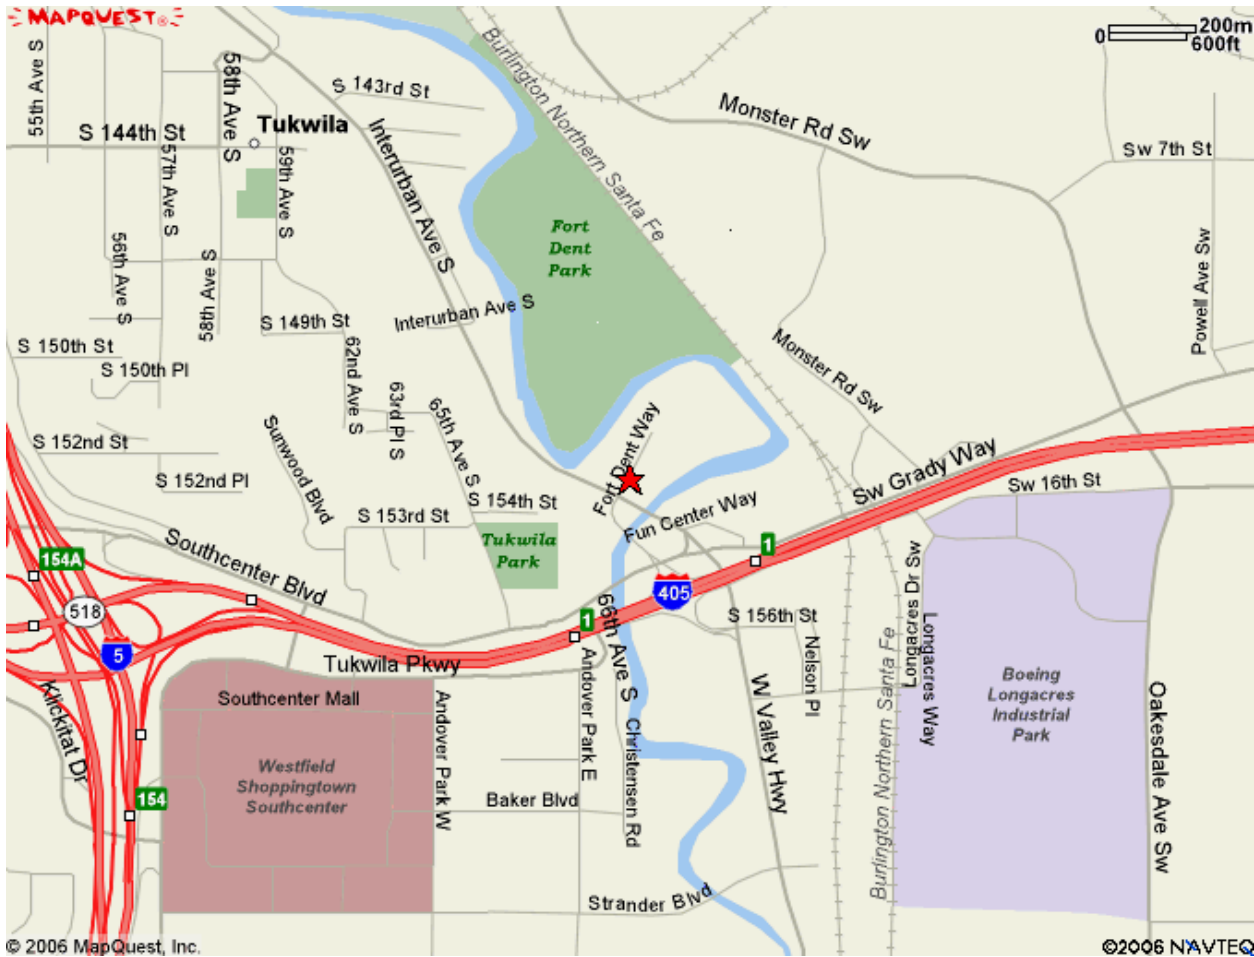 MAPQUEST®
200m
0
600ft
55th Ave S
58th Ave S
S 143rd St
S 144th St
Tukwila
57th Ave S
59th Ave S
Interurban Ave S
Burlington Northern Santa Fe
Monster Rd Sw
Sw 7th St
Fort
Dent
Park
56th Ave S
58th Ave S
S 149th St
Interurban Ave S
Powell Ave Sw
S 150th St
S 150th Pl
62nd Ave S
63rd Pl S
65th Ave S
Monster Rd Sw
S 152nd St
S 152nd Pl
Sunwood Blvd
S 153rd St
S 154th St
Fort Dent Way
Fun Center Way
Sw Grady Way
Sw 16th St
Tukwila
Park
154A
518
5
Southcenter Blvd
1
405
1
66th Ave S
S 156th St
Nelson Pl
Longacres Dr Sw
Longacres Way
Burlington Northern Santa Fe
Tukwila Pkwy
Southcenter Mall
Klickitat Dr
154
Westfield
Shoppingtown
Southcenter
Andover Park W
Andover Park E
Christensen Rd
Baker Blvd
W Valley Hwy
Strander Blvd
Boeing
Longacres
Industrial
Park
Oakesdale Ave Sw
© 2006 MapQuest, Inc.
©2006 NAVTEQ